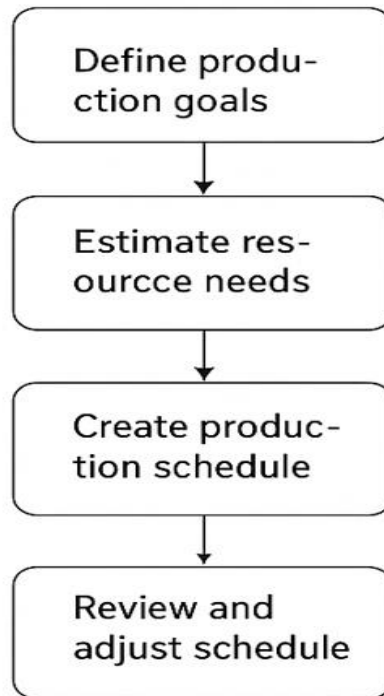 Define produ-
ction goals
Estimate res-
ourcce needs
Create produc-
tion schedule
Review and
adjust schedule